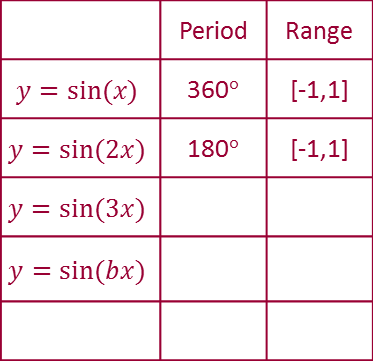 Period Range
y = sin(x) 360° [-1,1]
y = sin(2x) 180° [-1,1]
y = sin(3x)
y = sin(bx)